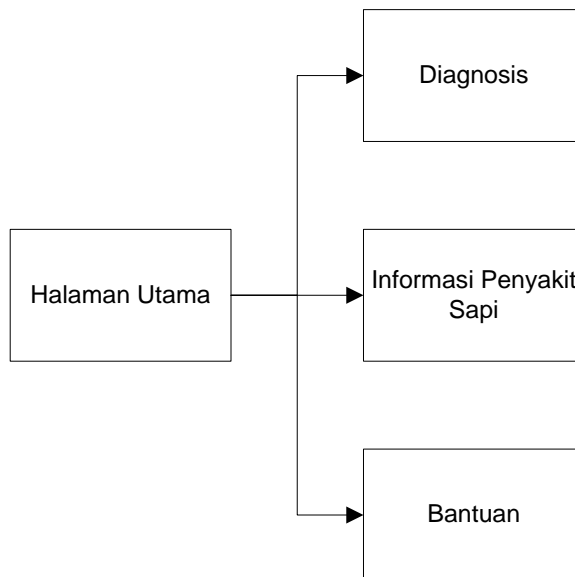 Diagnosis
Halaman Utama
Informasi Penyakit
Sapi
Bantuan